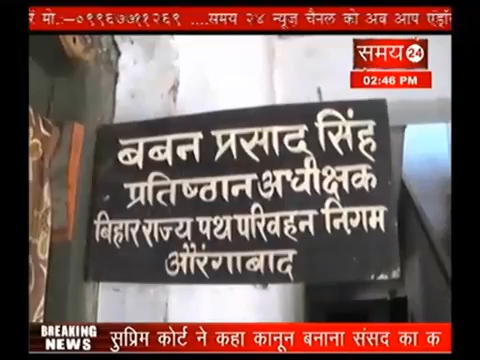 मो.:-०९९६७७११२६९ ...समय २४ न्यूज चैनल को अब आप
समय 24
02:46 PM
बबन प्रसाद सिंह
प्रतिष्ठान अधीक्षक
बिहार राज्य पथ परिवहन निगम
औरंगाबाद
BREAKING NEWS
सुप्रिम कोर्ट ने कहा कानून बनाना संसद का क